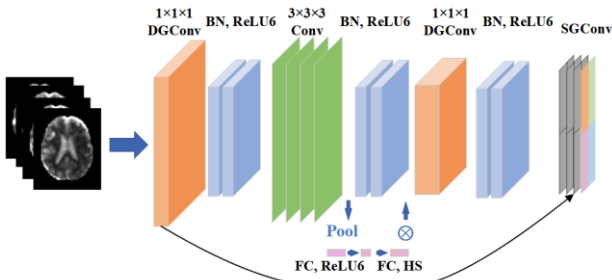 1×1×1
DGConv
BN, ReLU6
3×3×3
Conv
BN, ReLU6
1×1×1
DGConv
BN, ReLU6
SGConv
Pool
FC, ReLU6
FC, HS